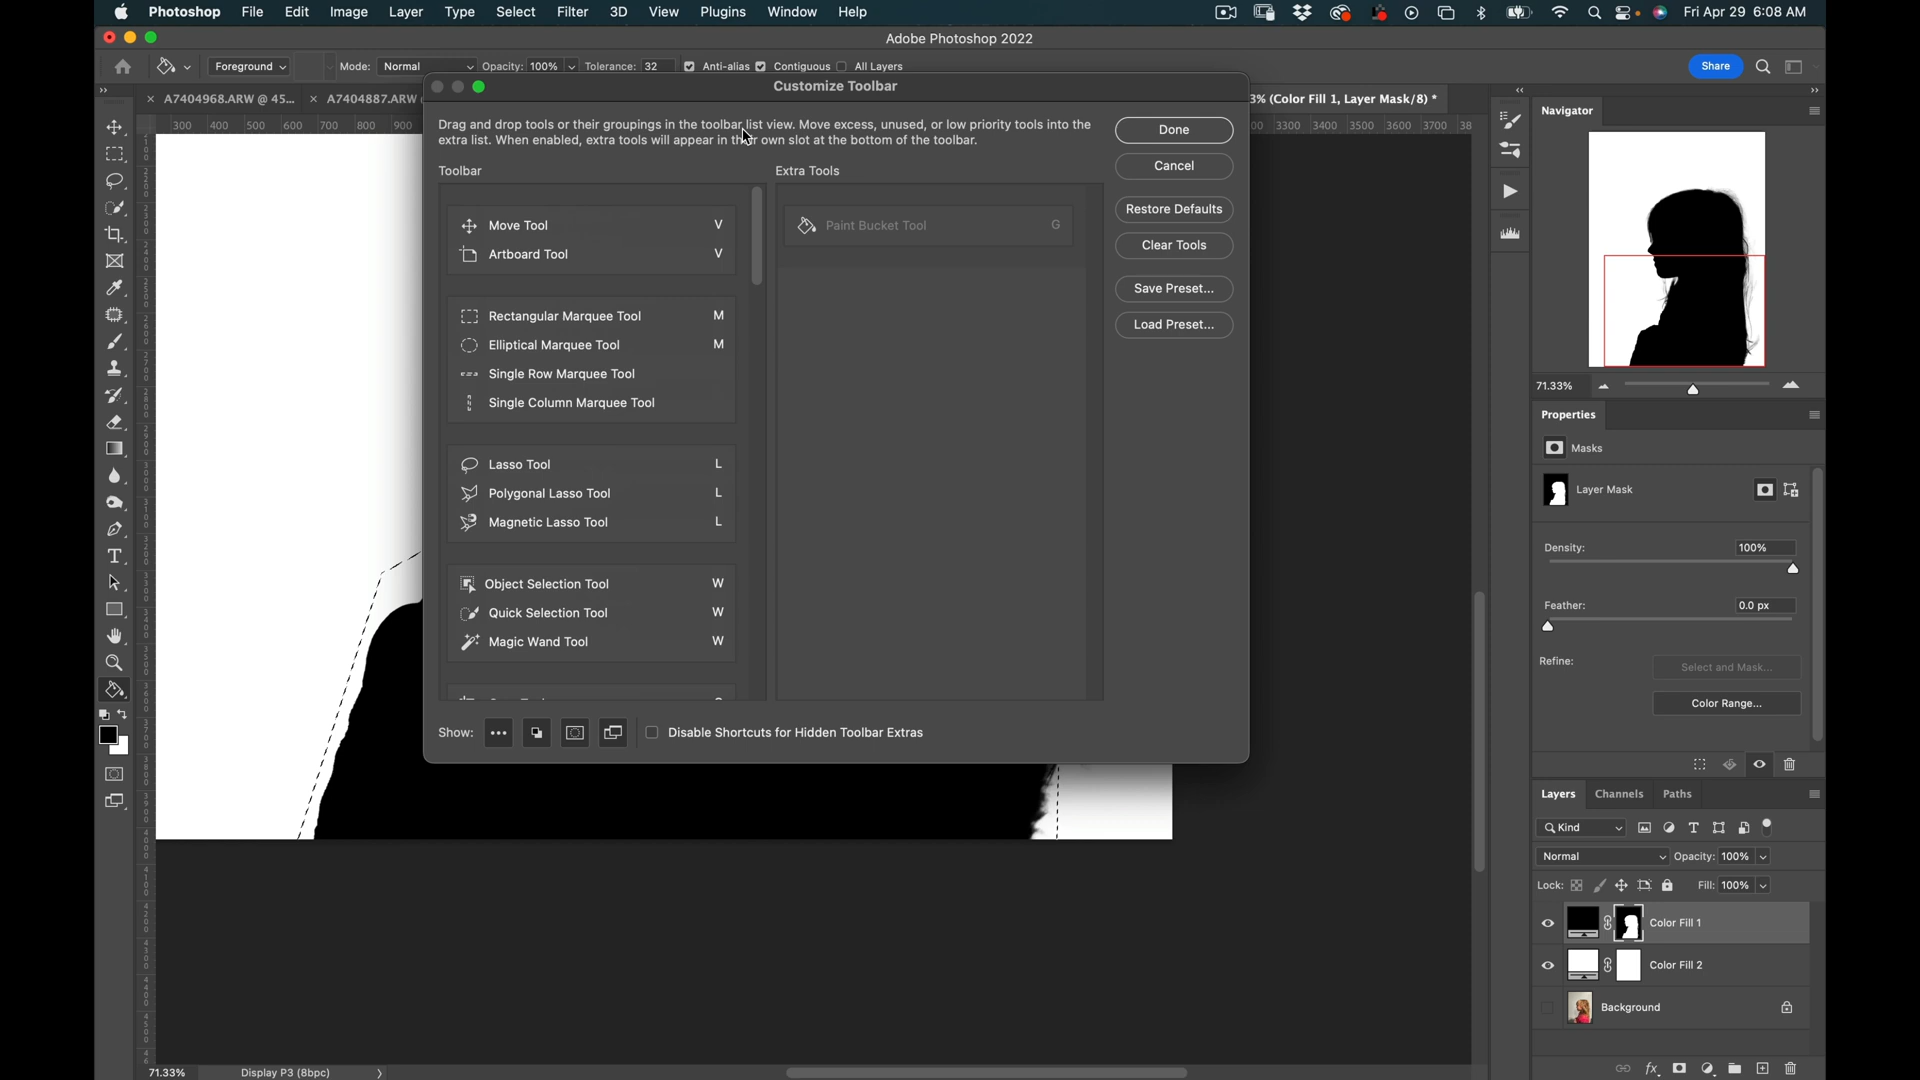 Photoshop File Edit Image Layer Type Select Filter 3D View Plugins Window Help Fri Apr 29 6:08 AM
Adobe Photoshop 2022
Foreground Mode: Normal Opacity: 100% Tolerance: 32 Anti-alias Contiguous All Layers Share
A7404968.ARW @ 45... A7404887.ARW 3% (Color Fill 1, Layer Mask/8) *
Customize Toolbar
300 400 500 600 700 800 900 3300 3400 3500 3600 3700 38
Drag and drop tools or their groupings in the toolbar list view. Move excess, unused, or low priority tools into the
extra list. When enabled, extra tools will appear in their own slot at the bottom of the toolbar.
Toolbar Extra Tools
Move Tool V
Artboard Tool V
Rectangular Marquee Tool M
Elliptical Marquee Tool M
Single Row Marquee Tool
Single Column Marquee Tool
Lasso Tool L
Polygonal Lasso Tool L
Magnetic Lasso Tool L
Object Selection Tool W
Quick Selection Tool W
Magic Wand Tool W
Paint Bucket Tool G
Done
Cancel
Restore Defaults
Clear Tools
Save Preset...
Load Preset...
Show: Disable Shortcuts for Hidden Toolbar Extras
Navigator
71.33%
Properties
Masks
Layer Mask
Density: 100%
Feather: 0.0 px
Refine: Select and Mask...
Color Range...
Layers Channels Paths
Kind
Normal Opacity: 100%
Lock: Fill: 100%
Color Fill 1
Color Fill 2
Background
71.33% Display P3 (8bpc)